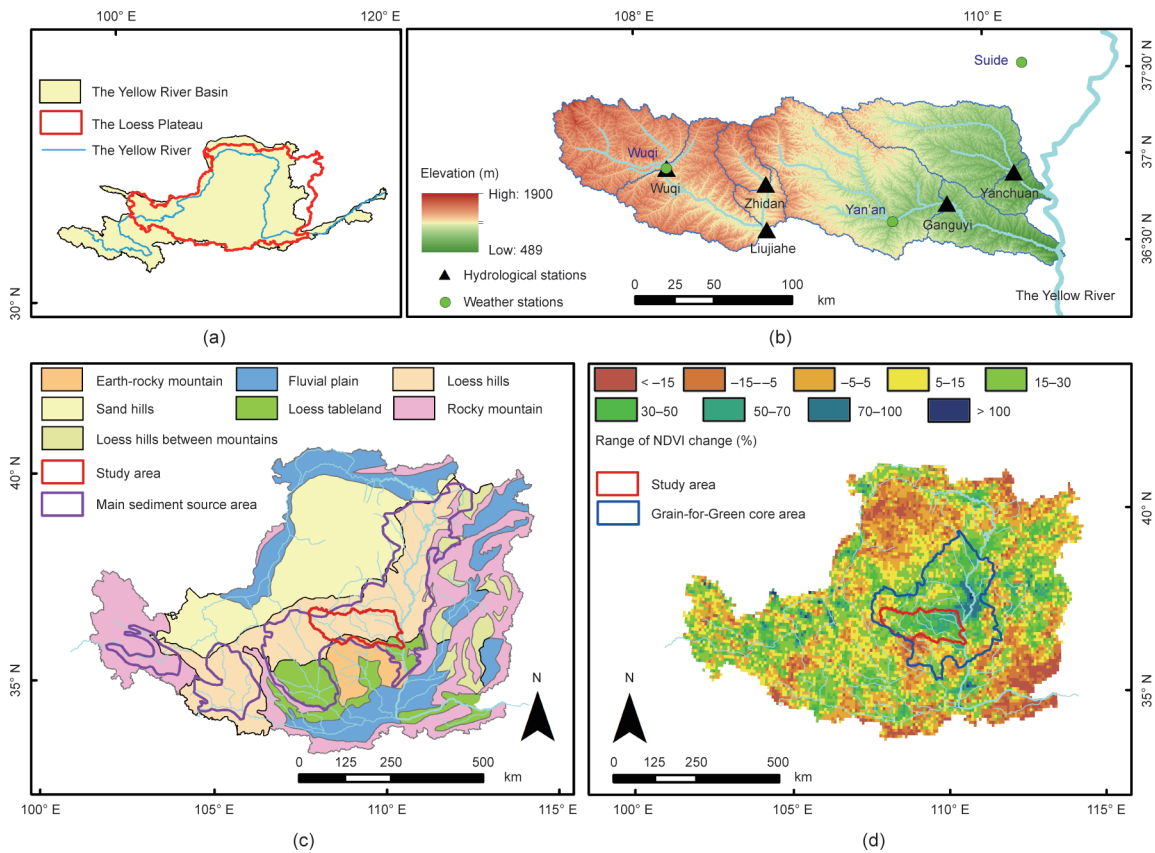 100° E
120° E
The Yellow River Basin
The Loess Plateau
The Yellow River
30° N
(a)
108° E
110° E
Suide
37°30′ N
37° N
36°30′ N
Wuqi
Wuqi
Zhidan
Liujiahe
Yan'an
Ganguyi
Yanchuan
Elevation (m)
High: 1900
Low: 489
Hydrological stations
Weather stations
0 25 50 100
km
The Yellow River
(b)
Earth-rocky mountain
Fluvial plain
Loess hills
Sand hills
Loess tableland
Rocky mountain
Loess hills between mountains
Study area
Main sediment source area
40° N
35° N
N
0 125 250 500
km
100° E
105° E
110° E
115° E
(c)
< –15
–15– –5
–5–5
5–15
15–30
30–50
50–70
70–100
> 100
Range of NDVI change (%)
Study area
Grain-for-Green core area
40° N
35° N
N
0 125 250 500
km
100° E
105° E
110° E
115° E
(d)